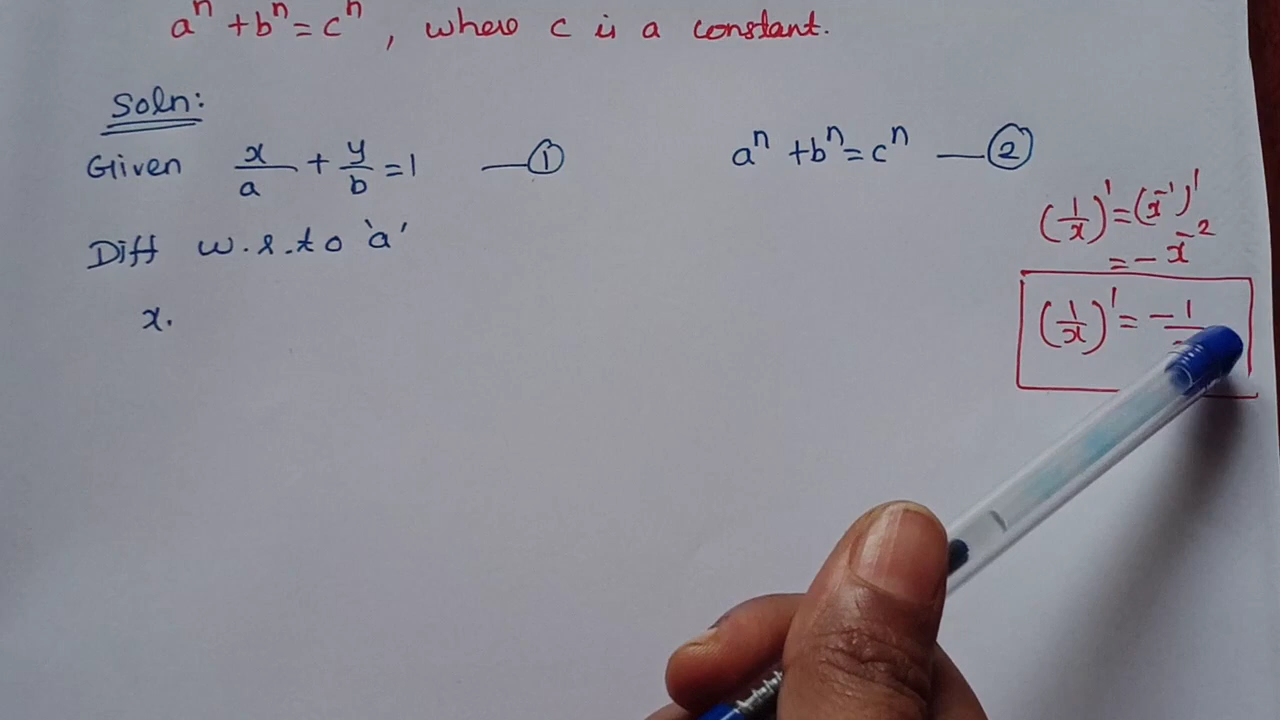 aⁿ + bⁿ = cⁿ, where c is a constant.
Soln:
Given x/a + y/b = 1 — ①
aⁿ + bⁿ = cⁿ — ②
Diff w.r.to 'a'
x.
(1/x)' = (x⁻¹)'
= - x⁻²
(1/x)' = -1/